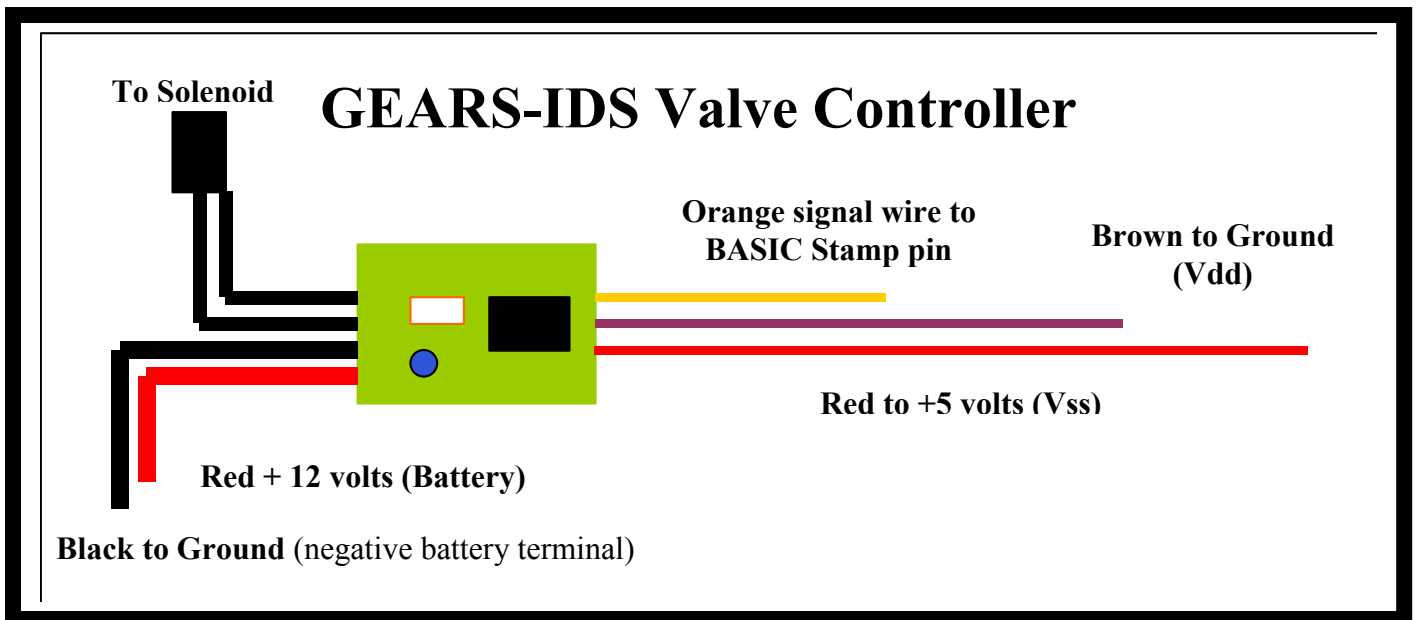 To Solenoid
GEARS-IDS Valve Controller
Orange signal wire to
BASIC Stamp pin
Brown to Ground
(Vdd)
Red to +5 volts (Vss)
Red + 12 volts (Battery)
Black to Ground (negative battery terminal)